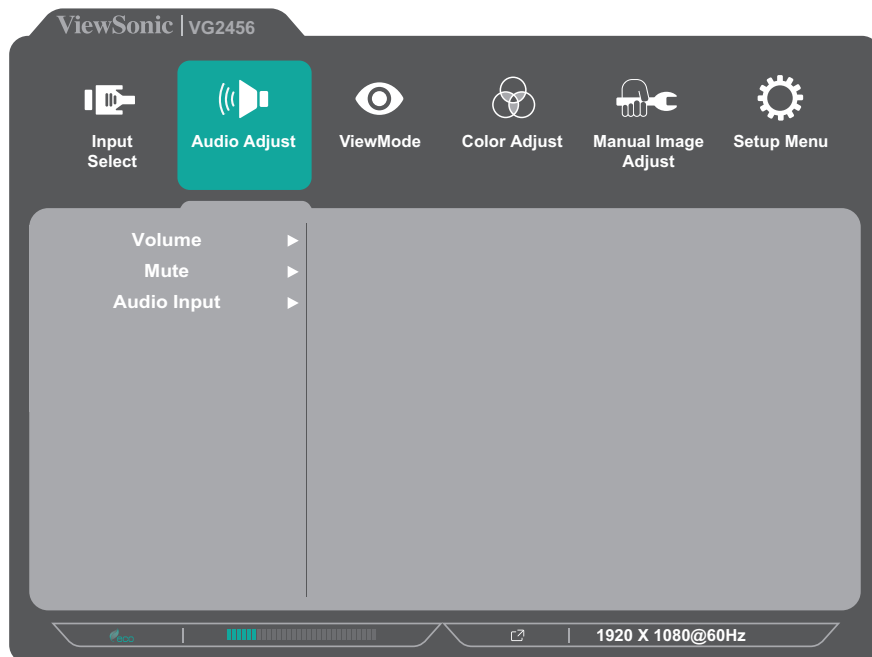 ViewSonic | VG2456
Input
Select
Audio Adjust
ViewMode
Color Adjust
Manual Image
Adjust
Setup Menu
Volume
Mute
Audio Input
eco
1920 X 1080@60Hz